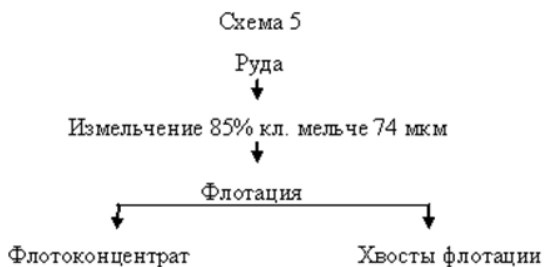 Схема 5
Руда
Измельчение 85% кл. мельче 74 мкм
Флотация
Флотоконцентрат Хвосты флотации